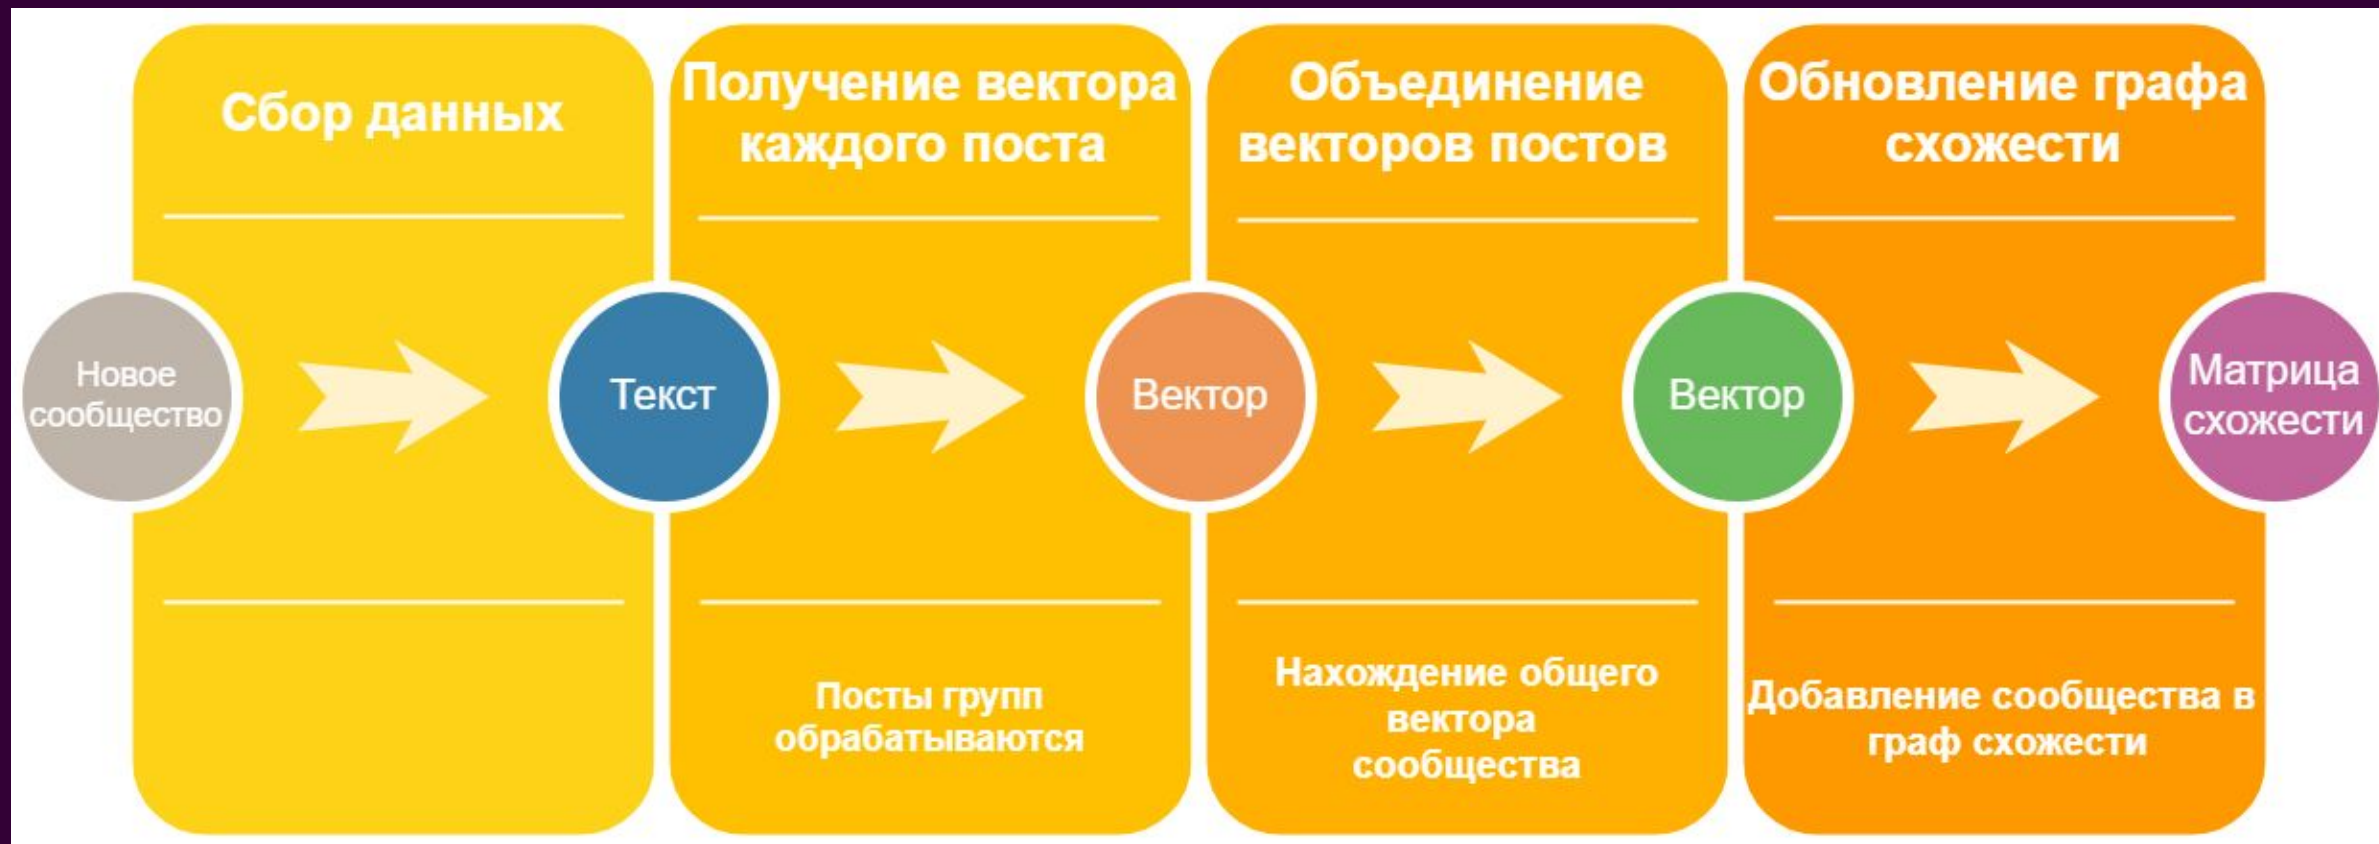 Сбор данных
Получение вектора
каждого поста
Объединение
векторов постов
Обновление графа
схожести
Новое
сообщество
Текст
Вектор
Вектор
Матрица
схожести
Посты групп
обрабатываются
Нахождение общего
вектора
сообщества
Добавление сообщества в
граф схожести